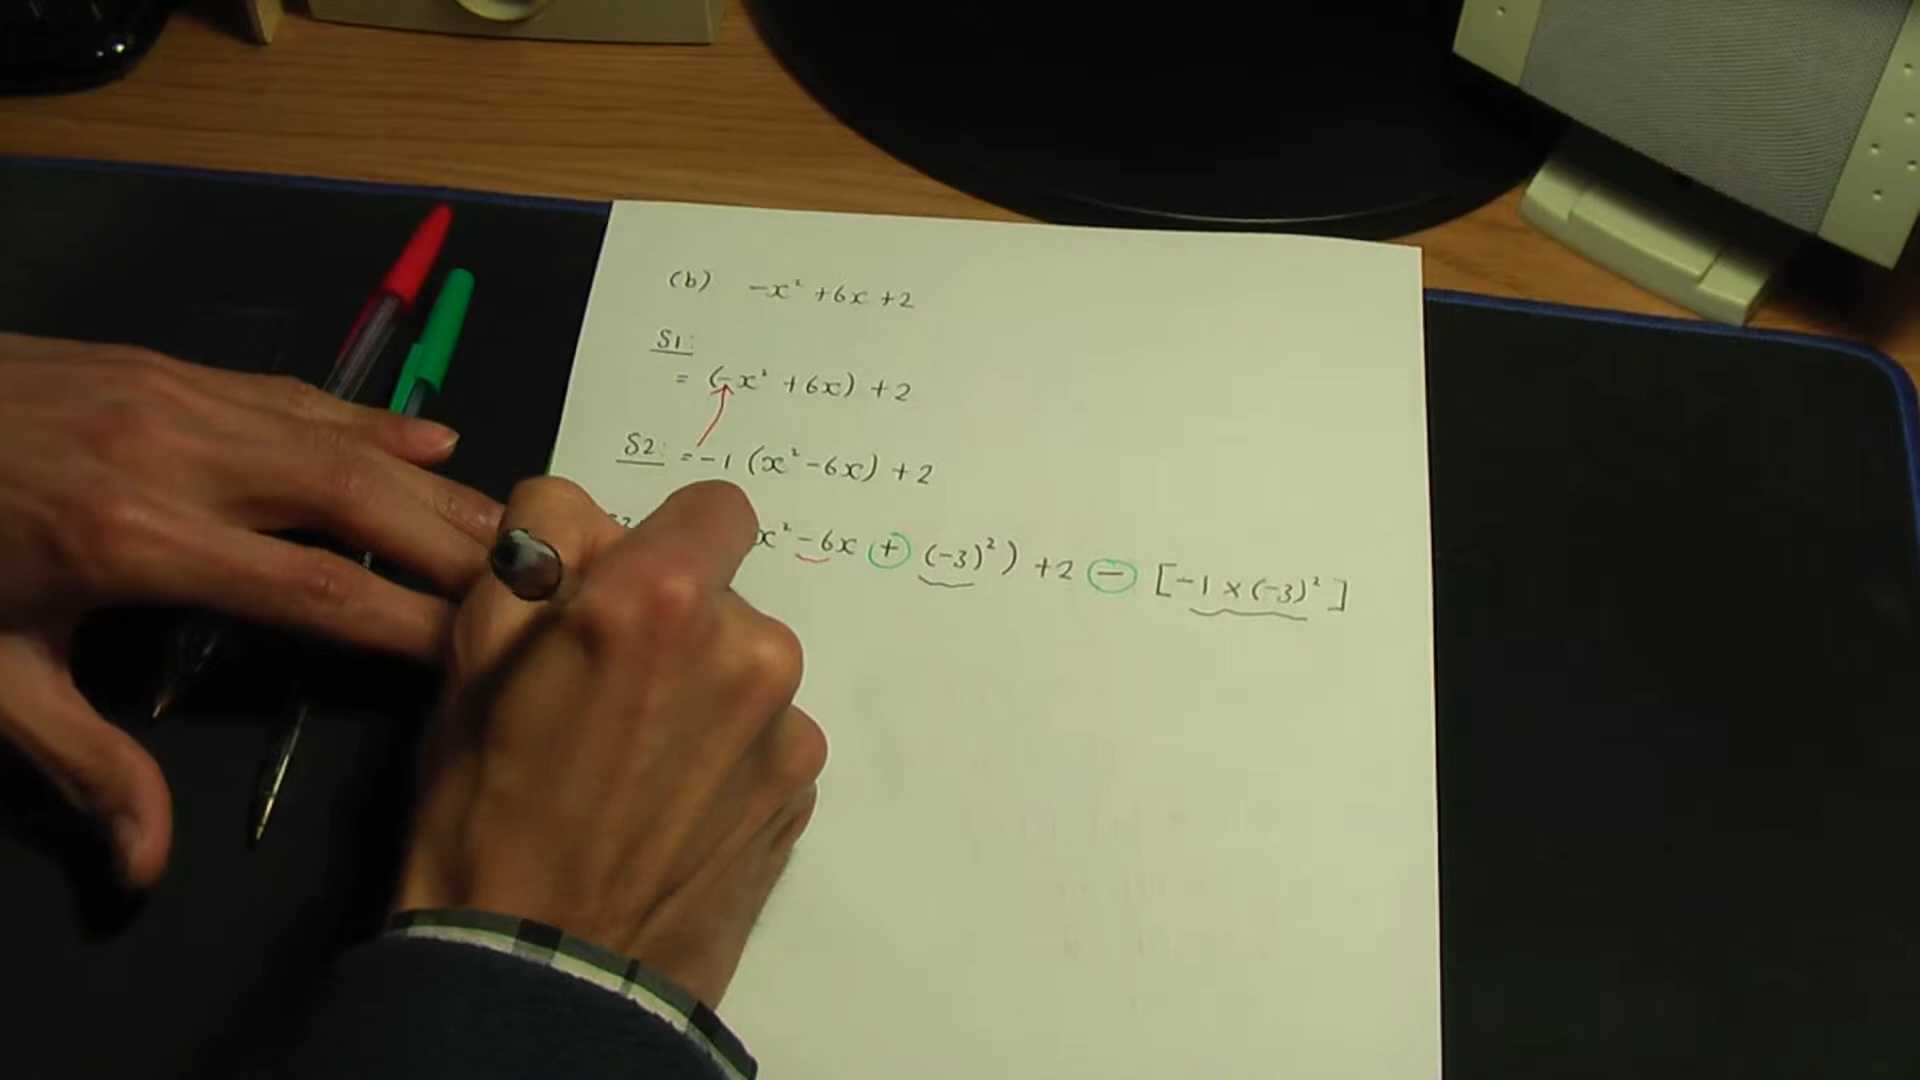 (b) -x² +6x +2
S1:
= (-x² +6x) +2
S2: = -1 (x² -6x) +2
x² -6x + (-3)²) +2 - [-1 x (-3)²]